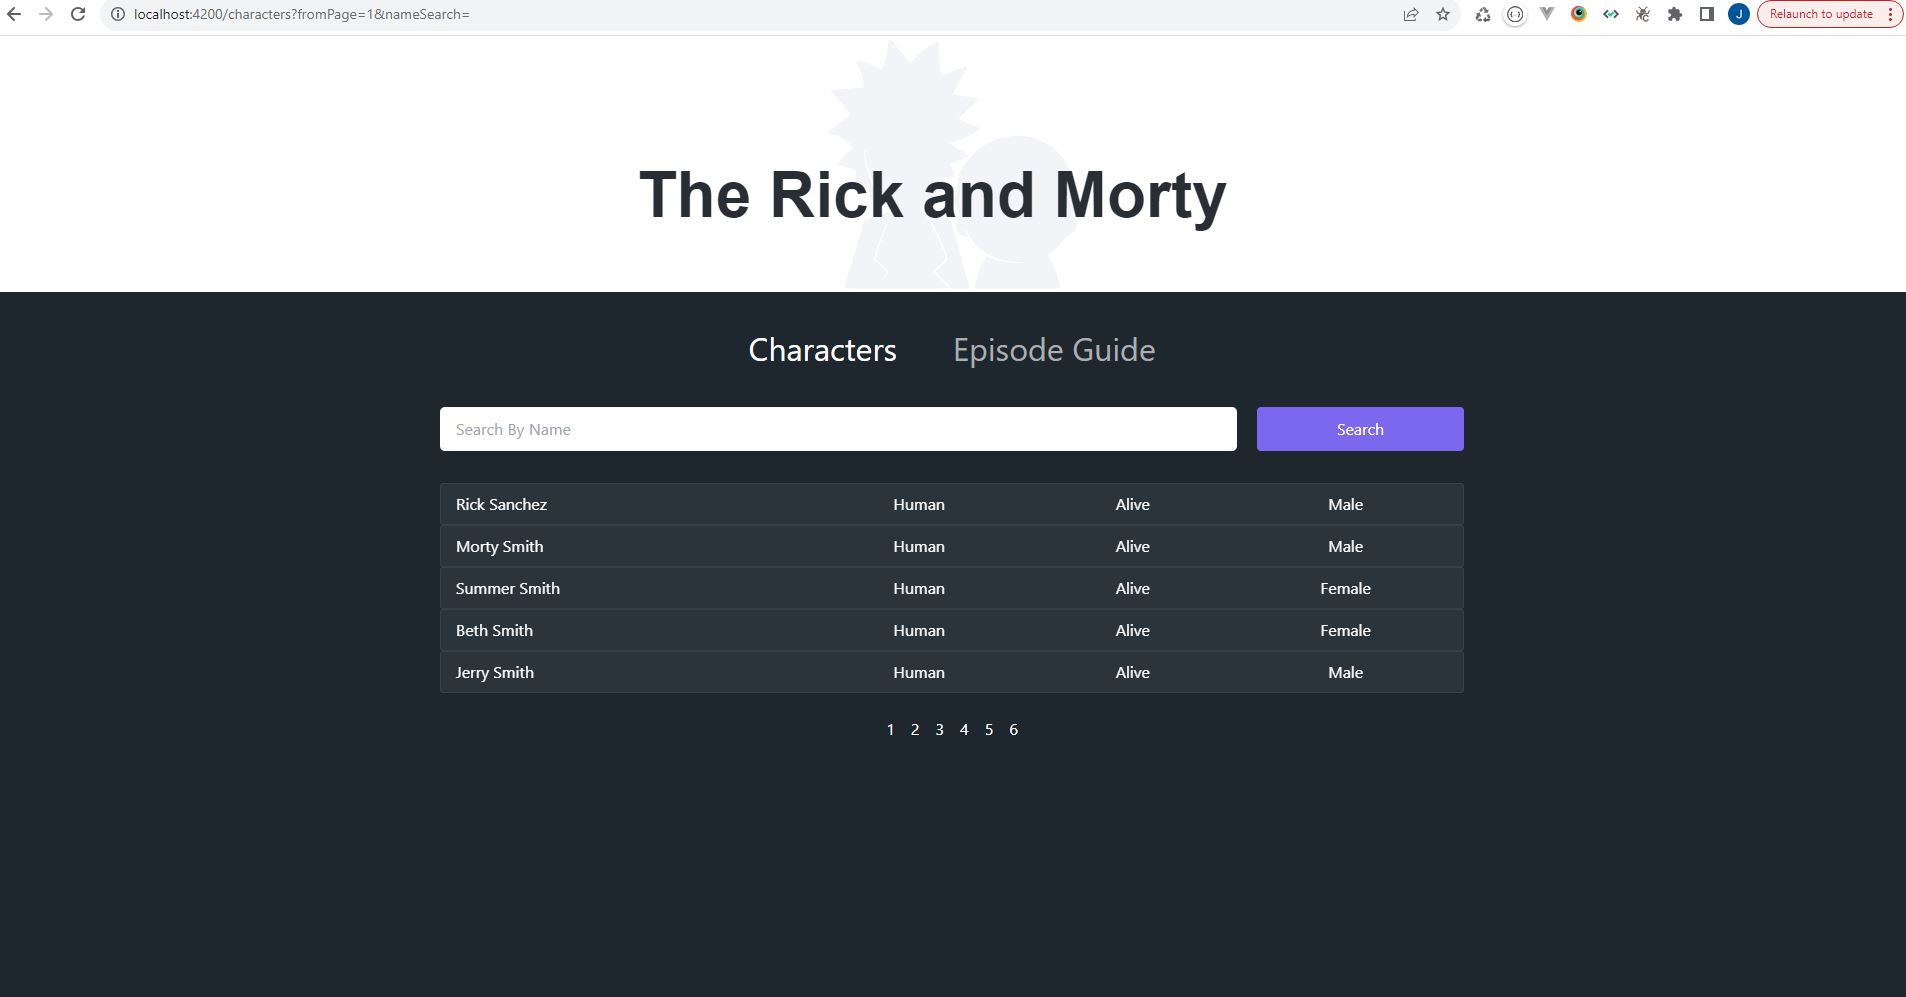 localhost:4200/characters?fromPage=1&nameSearch=
J
Relaunch to update
The Rick and Morty
Characters Episode Guide
Search By Name Search
Rick Sanchez Human Alive Male
Morty Smith Human Alive Male
Summer Smith Human Alive Female
Beth Smith Human Alive Female
Jerry Smith Human Alive Male
1 2 3 4 5 6